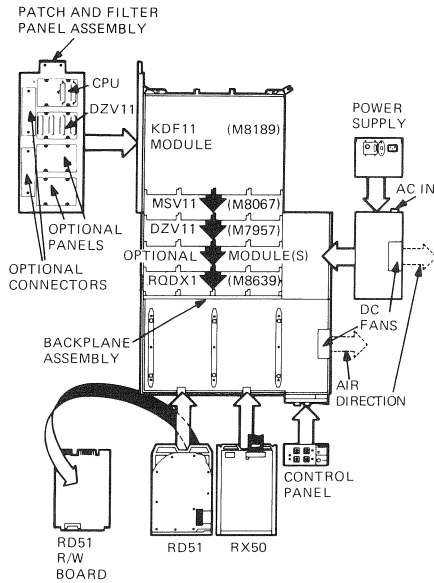 PATCH AND FILTER
PANEL ASSEMBLY
CPU
DZV11
OPTIONAL
PANELS
OPTIONAL
CONNECTORS
KDF11 (M8189)
MODULE
MSV11 (M8067)
DZV11 (M7957)
OPTIONAL MODULE(S)
RQDX1 (M8639)
POWER
SUPPLY
AC IN
DC
FANS
BACKPLANE
ASSEMBLY
AIR
DIRECTION
CONTROL
PANEL
RD51
R/W
BOARD
RD51
RX50